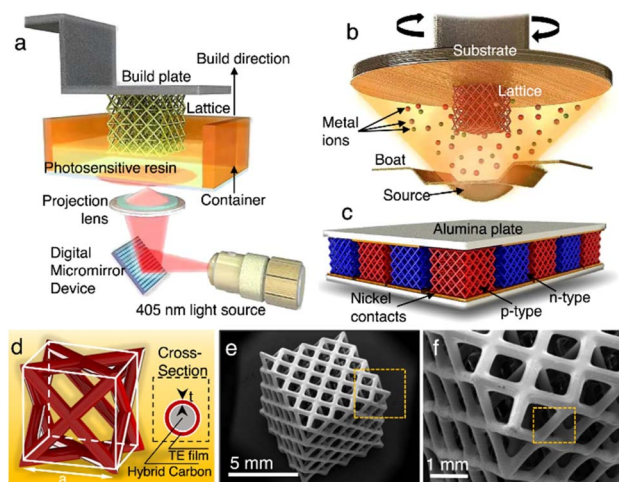 a
Build direction
Build plate
Lattice
Photosensitive resin
Projection
lens
Container
Digital
Micromirror
Device
405 nm light source
b
Substrate
Lattice
Metal
ions
Boat
Source
c
Alumina plate
Nickel
contacts
n-type
p-type
d
Cross-
Section
t
TE film
Hybrid Carbon
a
e
5 mm
f
1 mm